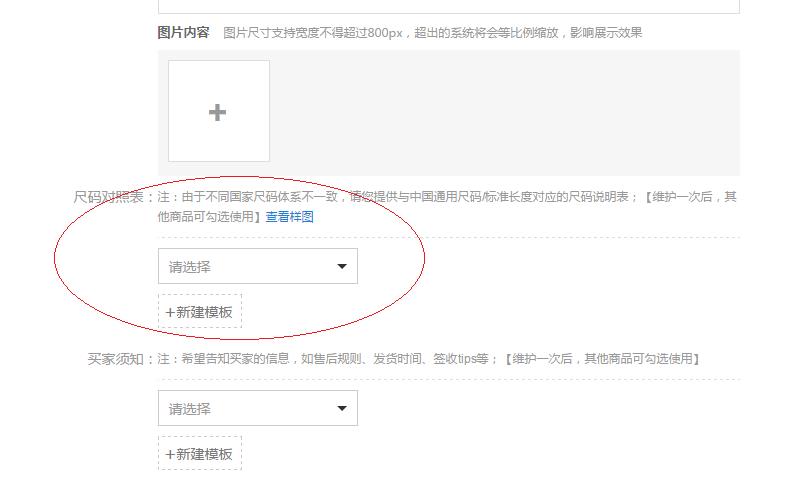 图片内容 图片尺寸支持宽度不得超过800px，超出的系统将会等比例缩放，影响展示效果
+
尺码对照表：注：由于不同国家尺码体系不一致，请您提供与中国通用尺码/标准长度对应的尺码说明表；【维护一次后，其
他商品可勾选使用】查看样图
请选择
+新建模板
买家须知：注：希望告知买家的信息，如售后规则、发货时间、签收tips等；【维护一次后，其他商品可勾选使用】
请选择
+新建模板